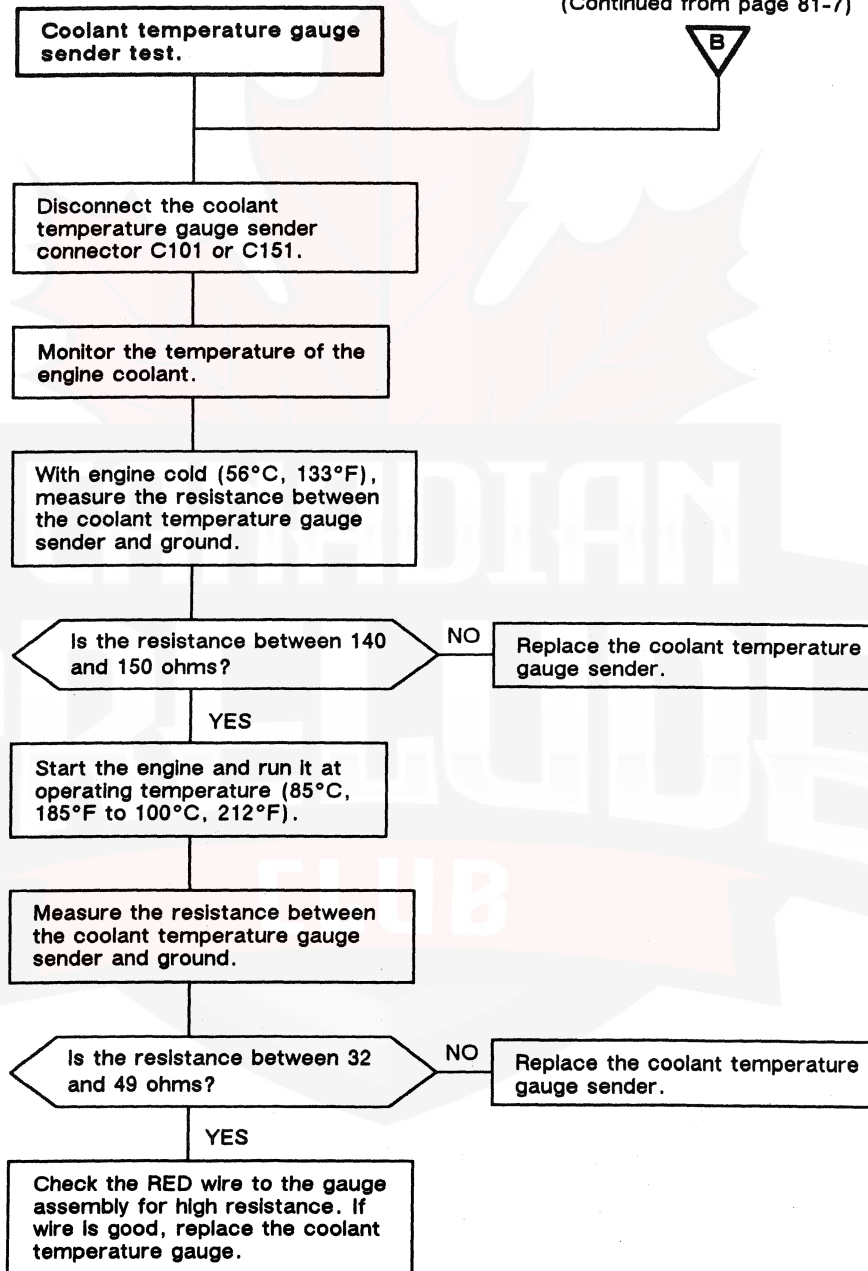 (Continued from page 81-7)
Coolant temperature gauge
sender test.
B
Disconnect the coolant
temperature gauge sender
connector C101 or C151.
Monitor the temperature of the
engine coolant.
With engine cold (56°C, 133°F),
measure the resistance between
the coolant temperature gauge
sender and ground.
Is the resistance between 140
and 150 ohms?
NO
Replace the coolant temperature
gauge sender.
YES
Start the engine and run it at
operating temperature (85°C,
185°F to 100°C, 212°F).
Measure the resistance between
the coolant temperature gauge
sender and ground.
Is the resistance between 32
and 49 ohms?
NO
Replace the coolant temperature
gauge sender.
YES
Check the RED wire to the gauge
assembly for high resistance. If
wire is good, replace the coolant
temperature gauge.
CANADIAN
PRELUDE
CLUB